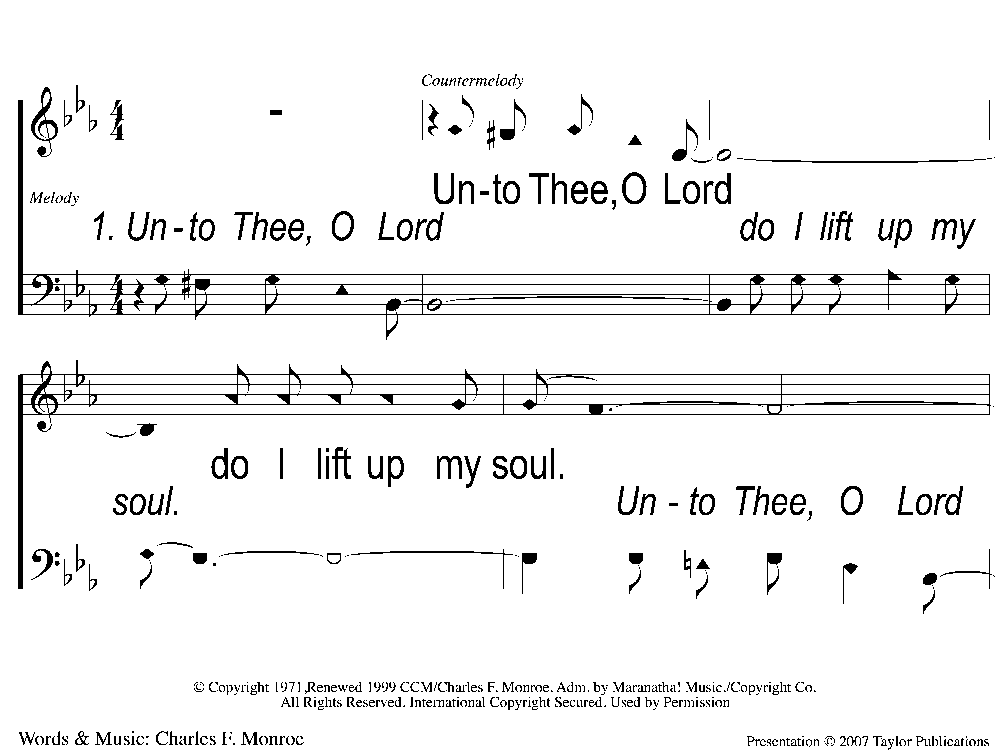 Countermelody
Un-to Thee, O Lord
Melody
1. Un - to Thee, O Lord do I lift up my
do I lift up my soul.
soul. Un - to Thee, O Lord
© Copyright 1971,Renewed 1999 CCM/Charles F. Monroe. Adm. by Maranatha! Music./Copyright Co.
All Rights Reserved. International Copyright Secured. Used by Permission
Words & Music: Charles F. Monroe
Presentation © 2007 Taylor Publications